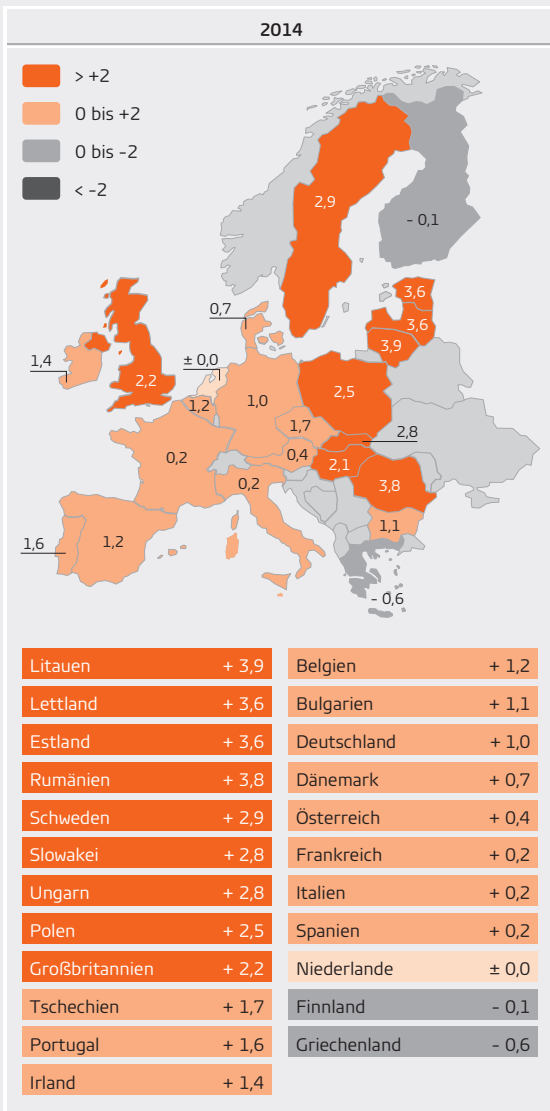 2014
> +2
0 bis +2
0 bis -2
< -2
2,9
- 0,1
3,6
0,7
3,6
3,9
1,4
± 0,0
2,2
2,5
1,2
1,0
1,7
2,8
0,4
0,2
2,1
0,2
3,8
1,1
1,6
1,2
- 0,6
Litauen + 3,9
Lettland + 3,6
Estland + 3,6
Rumänien + 3,8
Schweden + 2,9
Slowakei + 2,8
Ungarn + 2,8
Polen + 2,5
Großbritannien + 2,2
Tschechien + 1,7
Portugal + 1,6
Irland + 1,4
Belgien + 1,2
Bulgarien + 1,1
Deutschland + 1,0
Dänemark + 0,7
Österreich + 0,4
Frankreich + 0,2
Italien + 0,2
Spanien + 0,2
Niederlande ± 0,0
Finnland - 0,1
Griechenland - 0,6